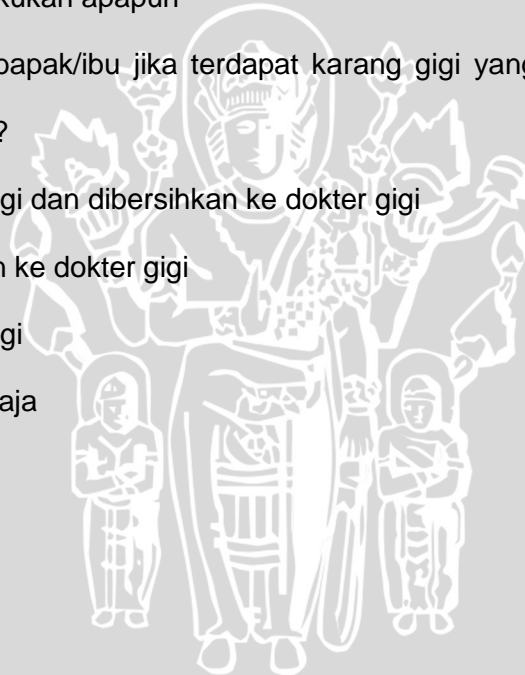 apapun
bapak/ibu jika terdapat karang gigi yang
?
gi dan dibersihkan ke dokter gigi
n ke dokter gigi
gi
aja